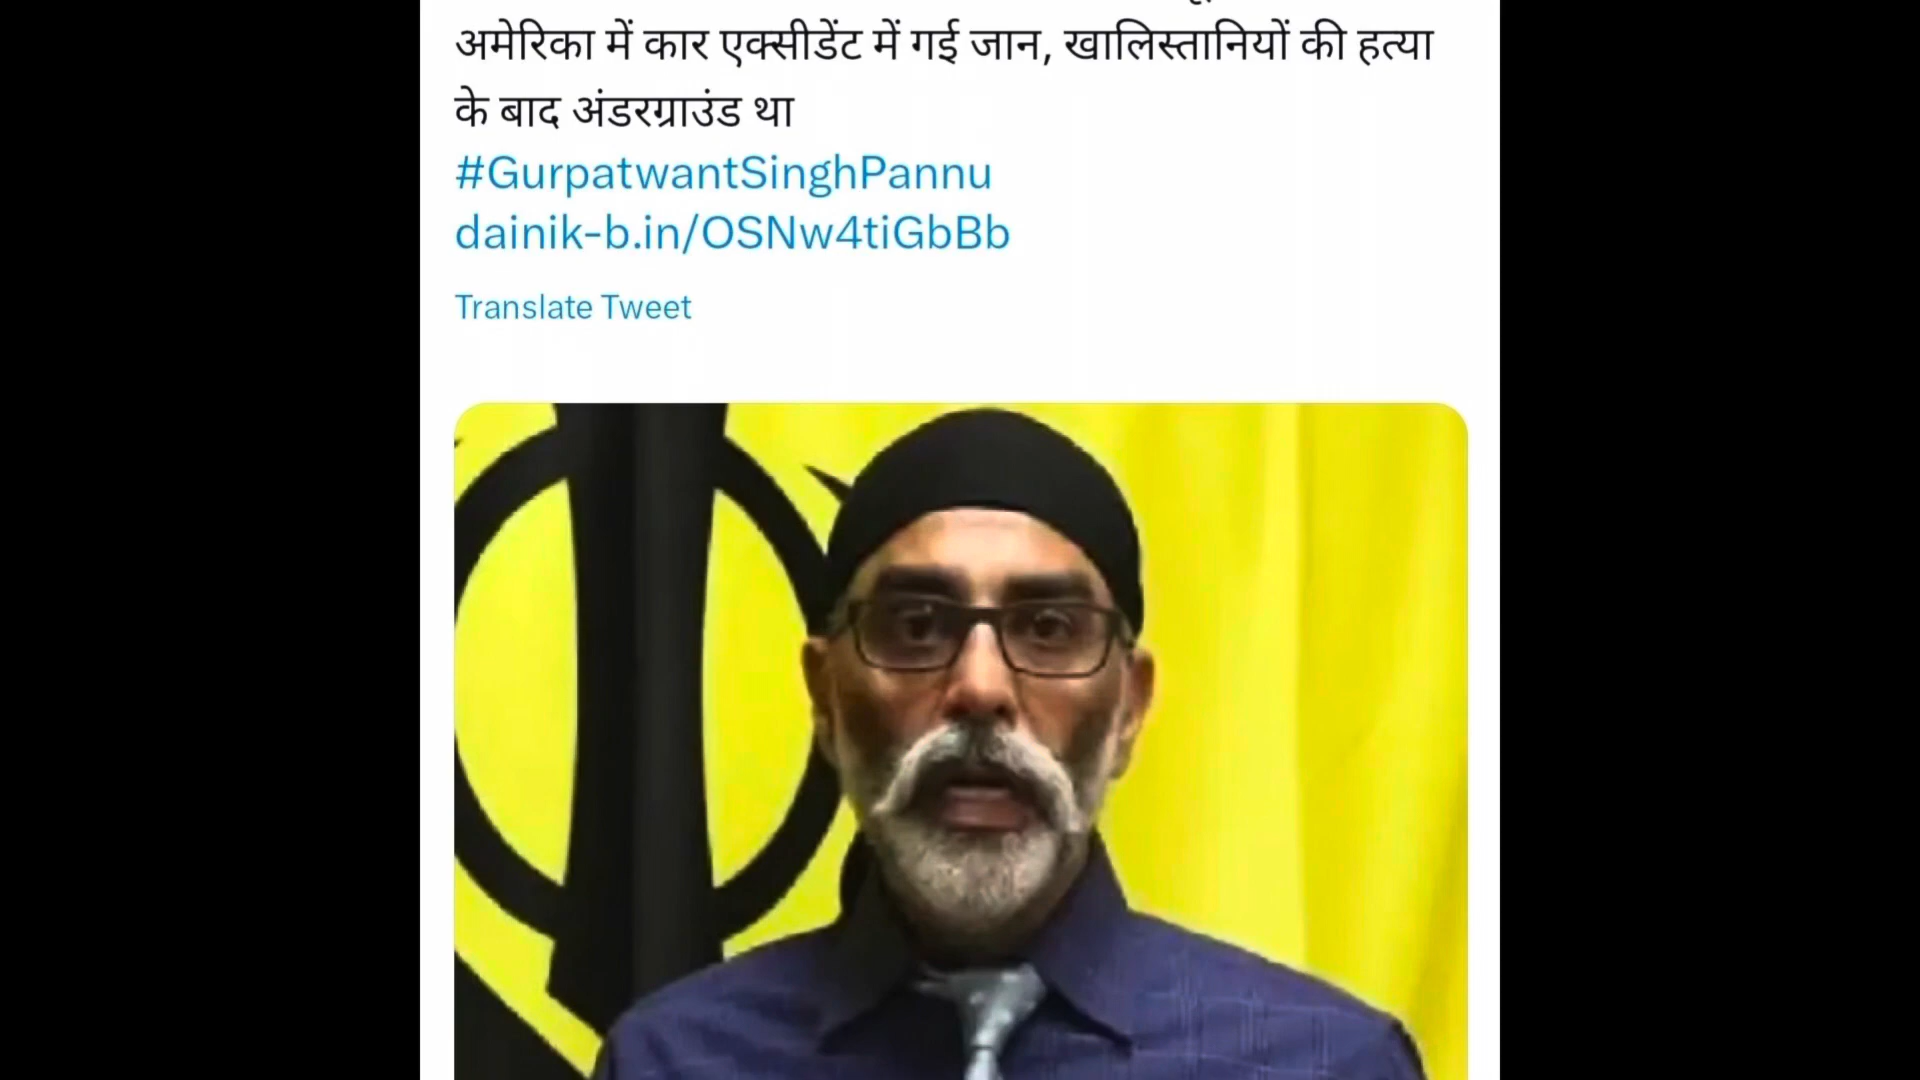 अमेरिका में कार एक्सीडेंट में गई जान, खालिस्तानियों की हत्या
के बाद अंडरग्राउंड था
#GurpatwantSinghPannu
dainik-b.in/OSNw4tiGbBb
Translate Tweet